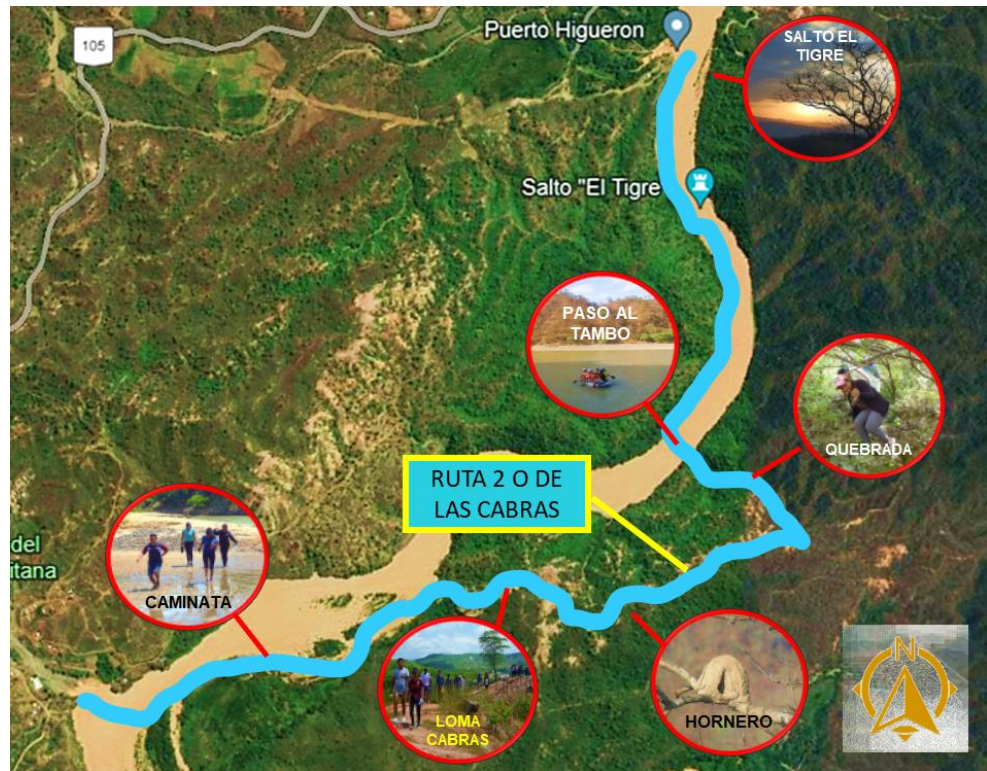 105
Puerto Higueron
SALTO EL
TIGRE
Salto "El Tigre
PASO AL
TAMBO
QUEBRADA
RUTA 2 O DE
LAS CABRAS
del
itana
CAMINATA
LOMA
CABRAS
HORNERO
N